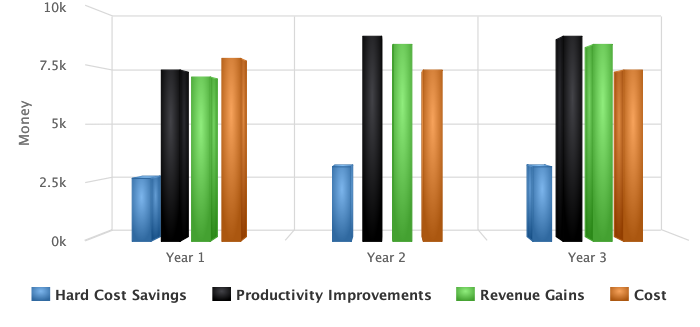 10k
7.5k
5k
2.5k
0k
Money
Year 1 Year 2 Year 3
Hard Cost Savings Productivity Improvements Revenue Gains Cost